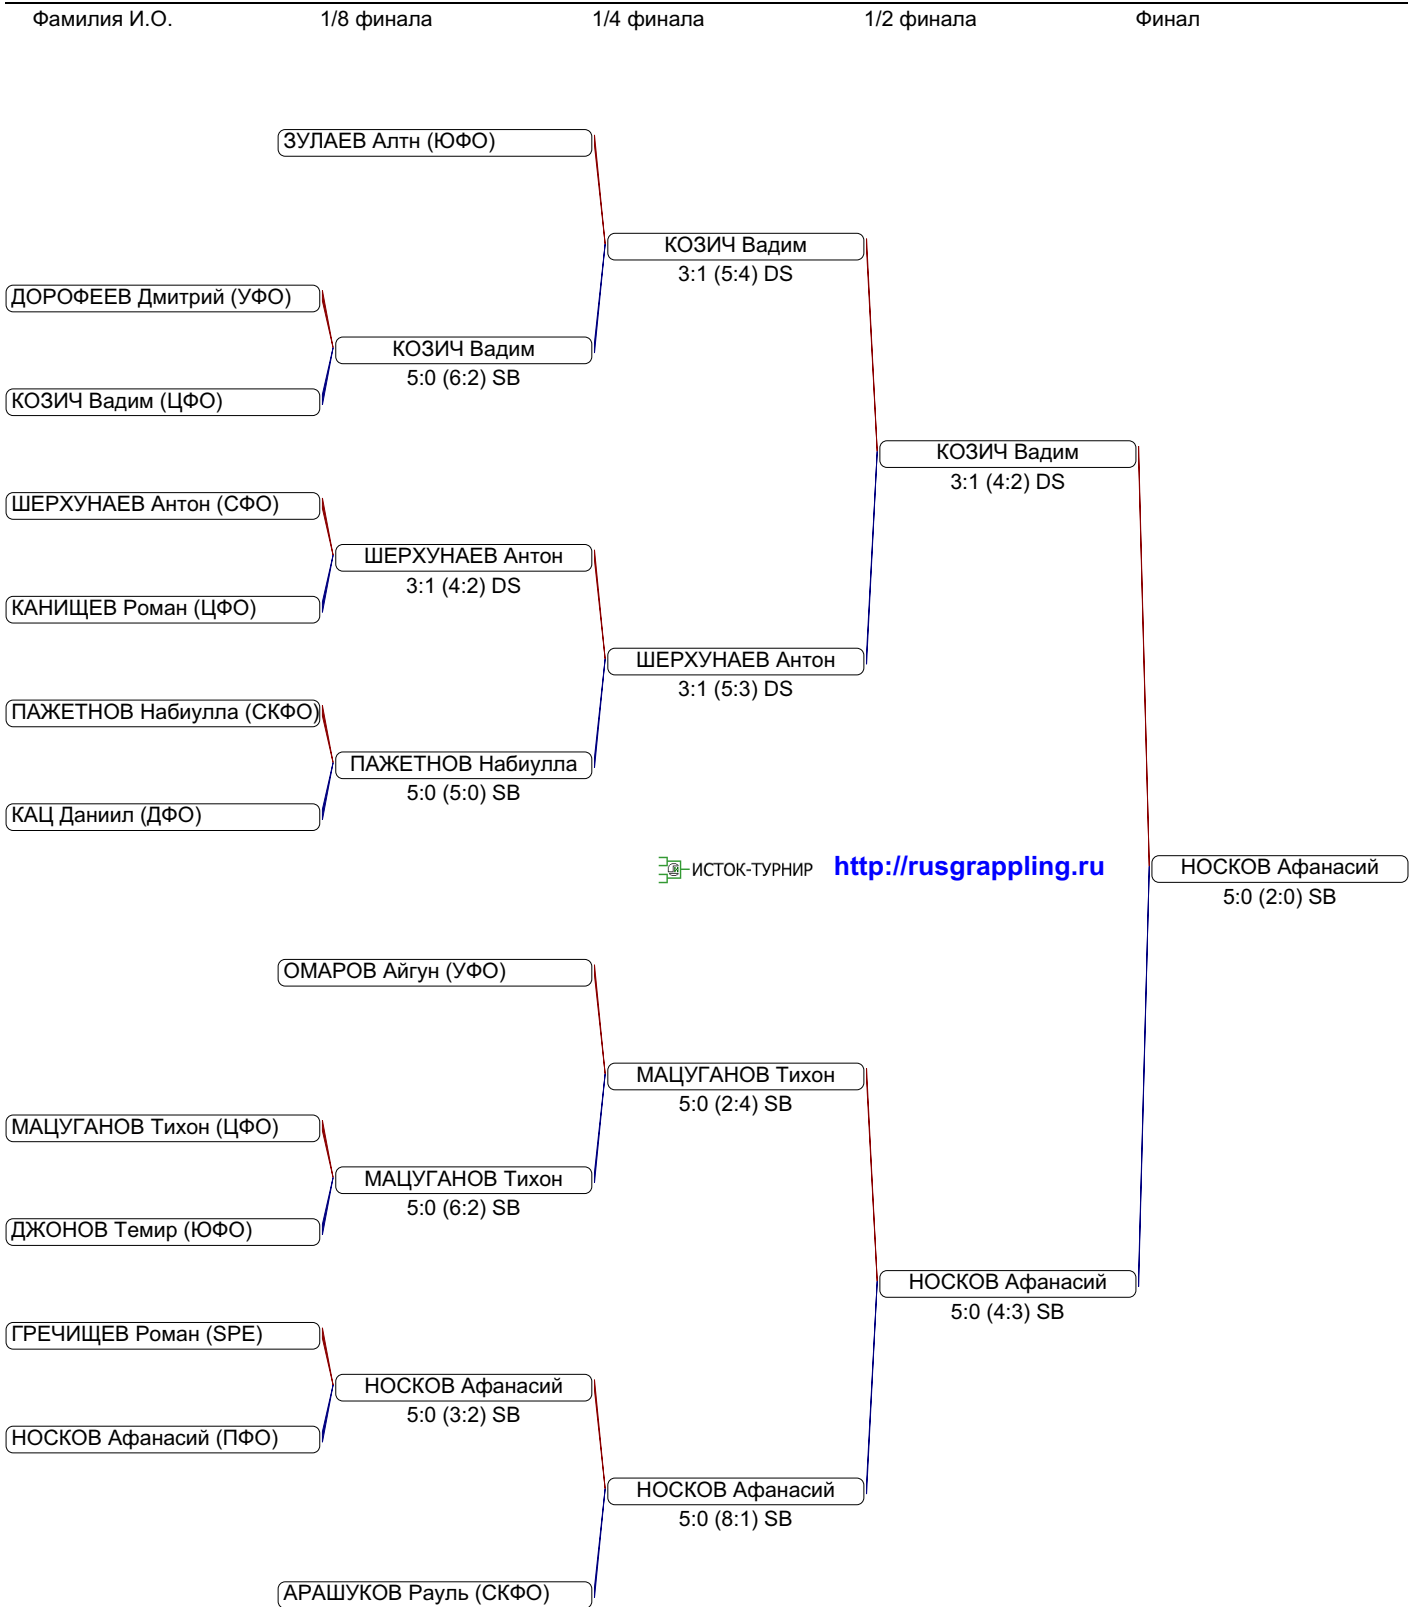 Фамилия И.О. 1/8 финала 1/4 финала 1/2 финала Финал
ЗУЛАЕВ Алтн (ЮФО)
КОЗИЧ Вадим
3:1 (5:4) DS
ДОРОФЕЕВ Дмитрий (УФО)
КОЗИЧ Вадим
5:0 (6:2) SB
КОЗИЧ Вадим (ЦФО)
КОЗИЧ Вадим
3:1 (4:2) DS
ШЕРХУНАЕВ Антон (СФО)
ШЕРХУНАЕВ Антон
3:1 (4:2) DS
КАНИЩЕВ Роман (ЦФО)
ШЕРХУНАЕВ Антон
3:1 (5:3) DS
ПАЖЕТНОВ Набиулла (СКФО)
ПАЖЕТНОВ Набиулла
5:0 (5:0) SB
КАЦ Даниил (ДФО)
ИСТОК-ТУРНИР http://rusgrappling.ru
НОСКОВ Афанасий
5:0 (2:0) SB
ОМАРОВ Айгун (УФО)
МАЦУГАНОВ Тихон
5:0 (2:4) SB
МАЦУГАНОВ Тихон (ЦФО)
МАЦУГАНОВ Тихон
5:0 (6:2) SB
ДЖОНОВ Темир (ЮФО)
НОСКОВ Афанасий
5:0 (4:3) SB
ГРЕЧИЩЕВ Роман (SPE)
НОСКОВ Афанасий
5:0 (3:2) SB
НОСКОВ Афанасий (ПФО)
НОСКОВ Афанасий
5:0 (8:1) SB
АРАШУКОВ Рауль (СКФО)